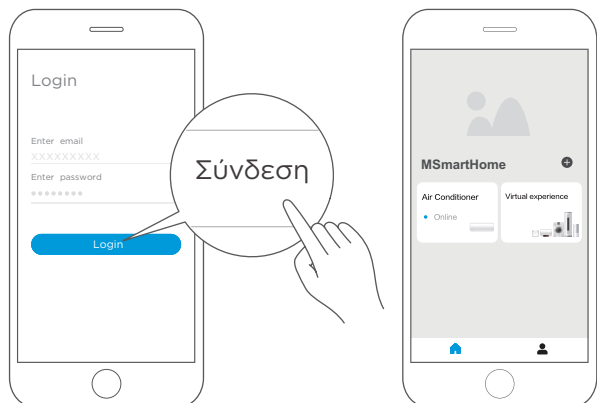 Login
Enter email
XXXXXXXXX
Enter password
Login
Σύνδεση
MSmartHome
Air Conditioner
Online
Virtual experience